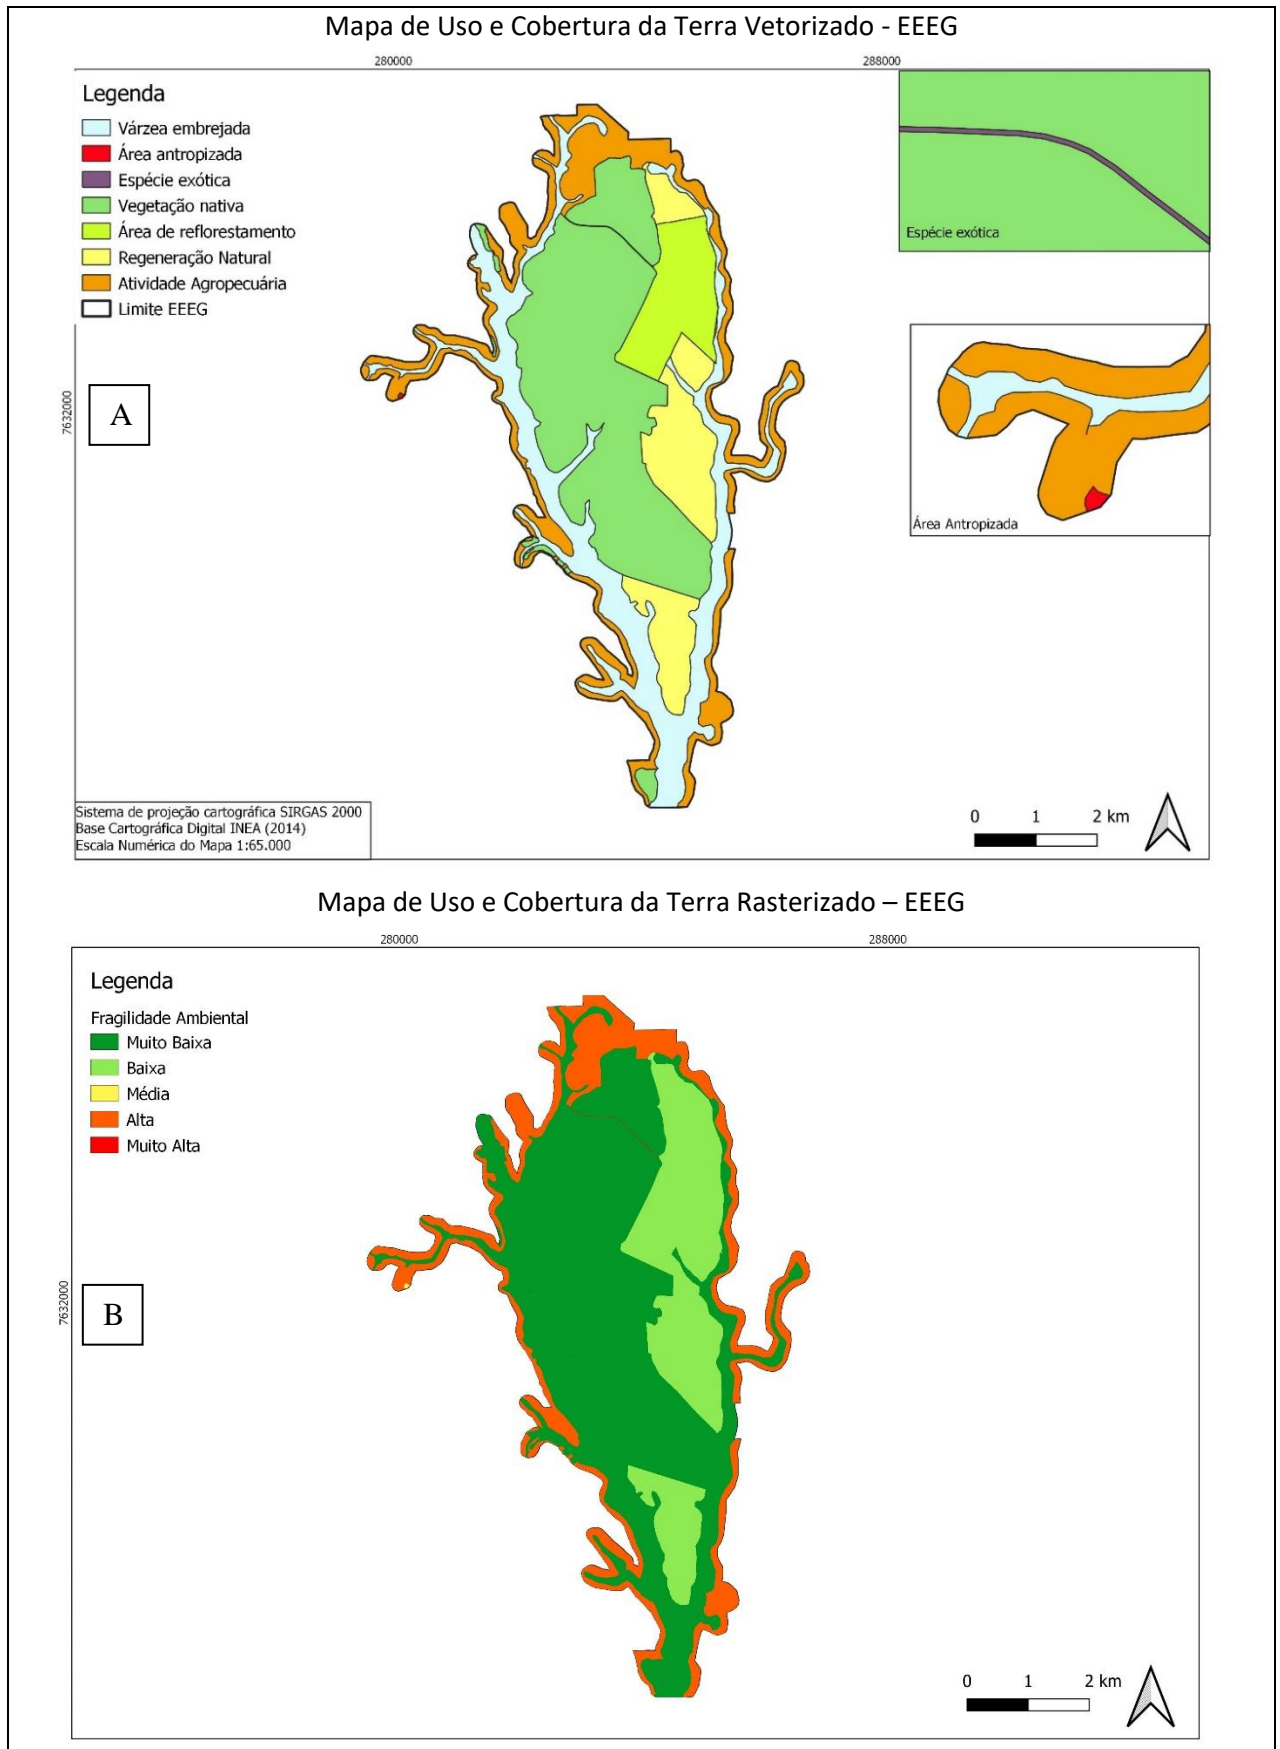 Mapa de Uso e Cobertura da Terra Vetorizado - EEEG
280000
288000
Legenda
Várzea embrejada
Área antropizada
Espécie exótica
Vegetação nativa
Área de reflorestamento
Regeneração Natural
Atividade Agropecuária
Limite EEEG
Espécie exótica
7632000
A
Área Antropizada
Sistema de projeção cartográfica SIRGAS 2000
Base Cartográfica Digital INEA (2014)
Escala Numérica do Mapa 1:65.000
0 1 2 km
Mapa de Uso e Cobertura da Terra Rasterizado – EEEG
280000
288000
Legenda
Fragilidade Ambiental
Muito Baixa
Baixa
Média
Alta
Muito Alta
7632000
B
0 1 2 km